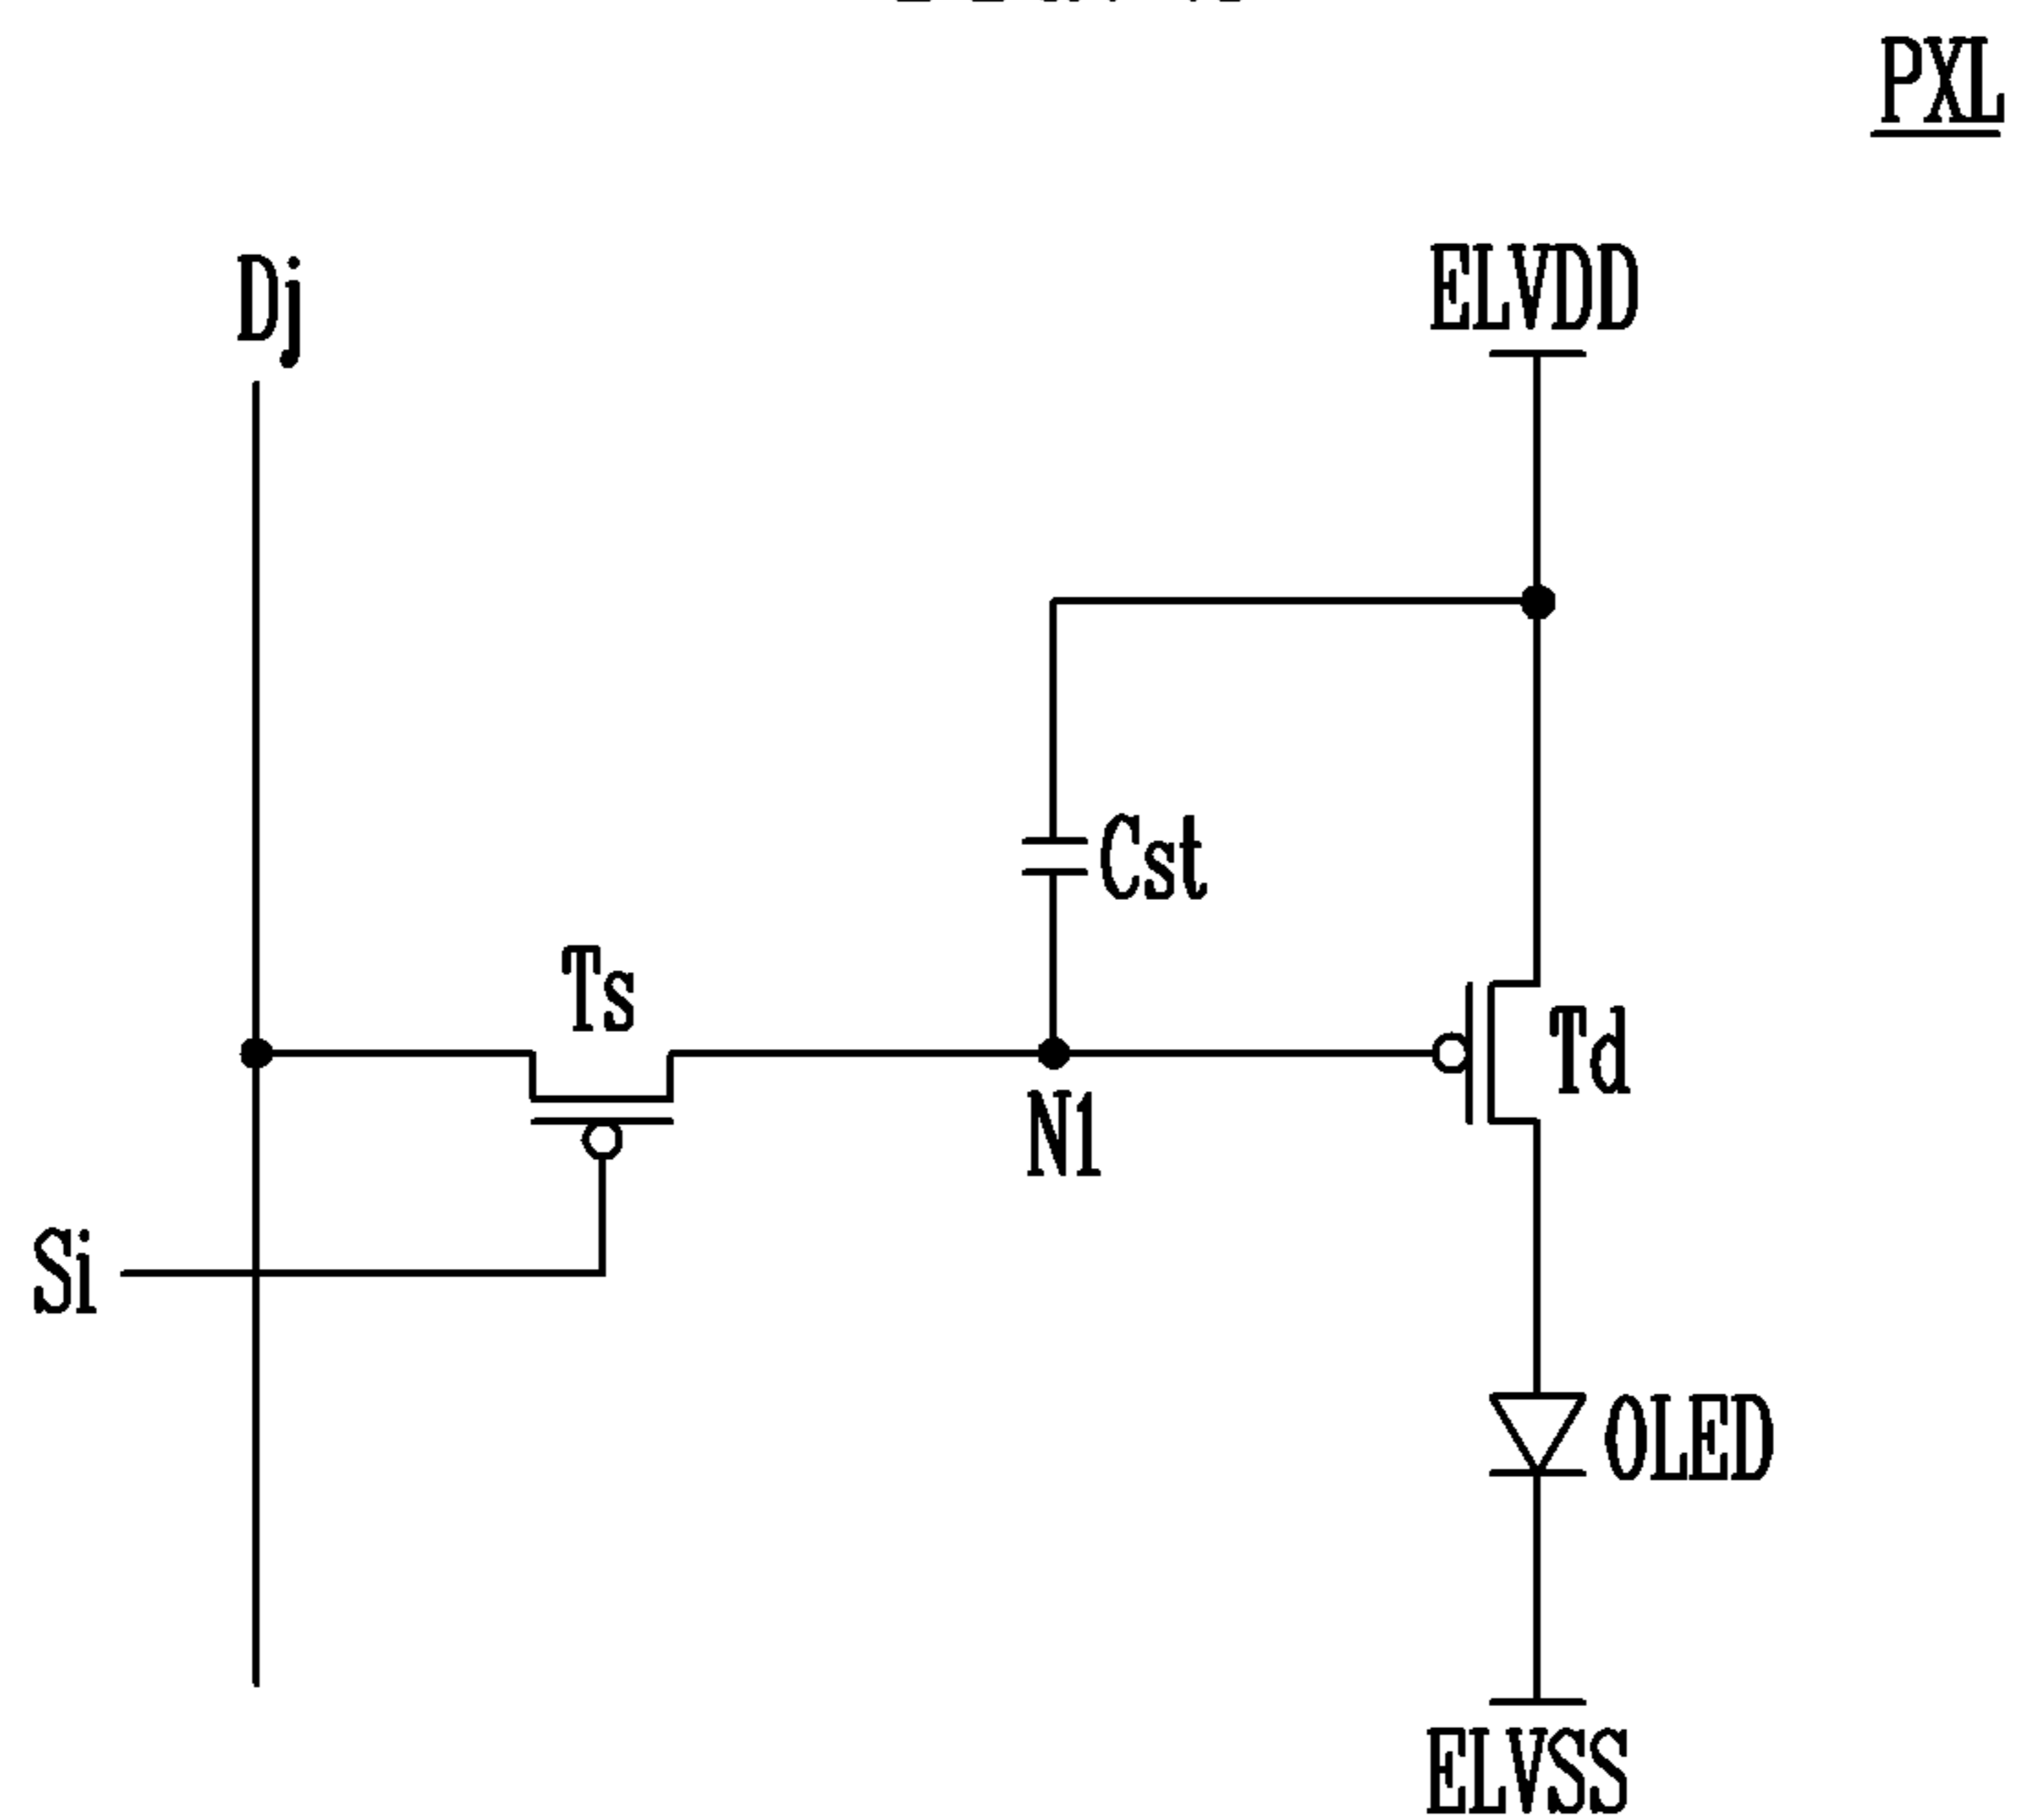 PXL
Dj
ELVDD
Cst
Ts
Td
N1
Si
OLED
ELVSS